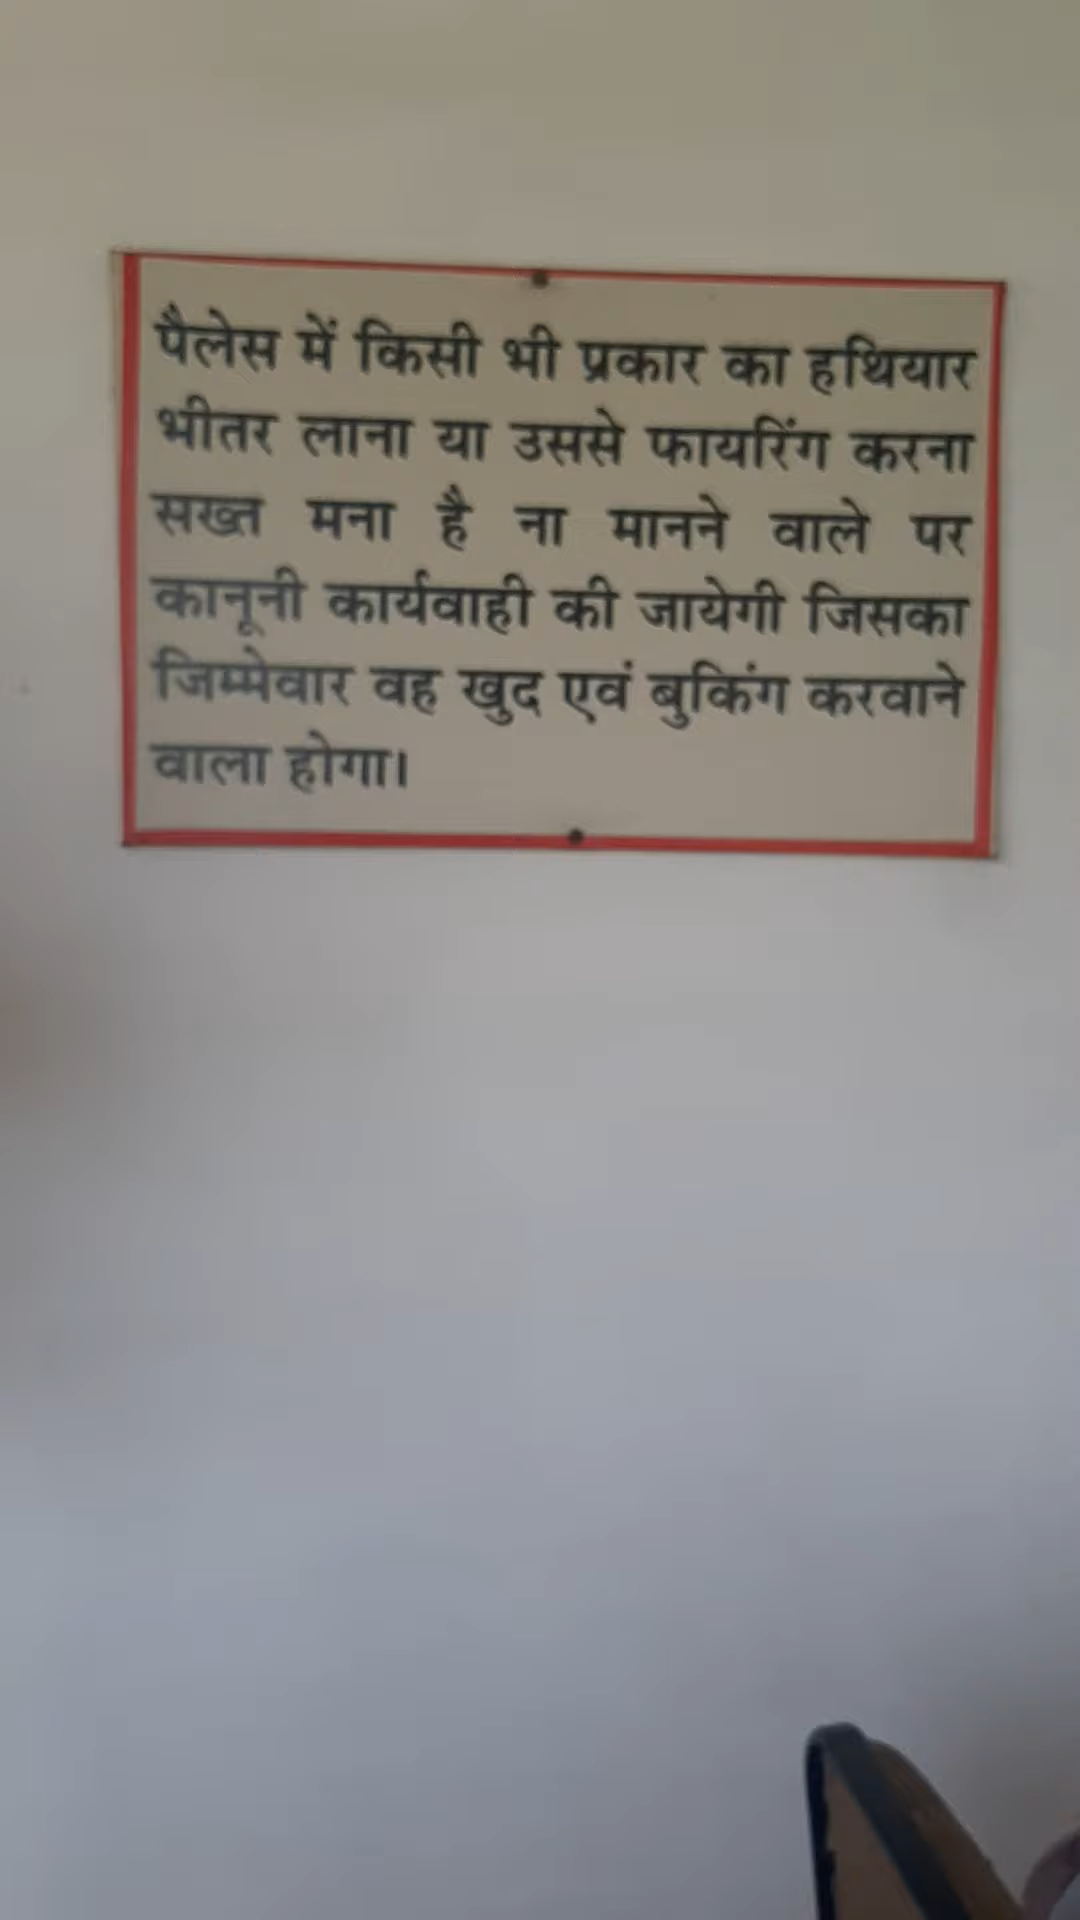 पैलेस में किसी भी प्रकार का हथियार
भीतर लाना या उससे फायरिंग करना
सख्त मना है ना मानने वाले पर
कानूनी कार्यवाही की जायेगी जिसका
जिम्मेवार वह खुद एवं बुकिंग करवाने
वाला होगा।